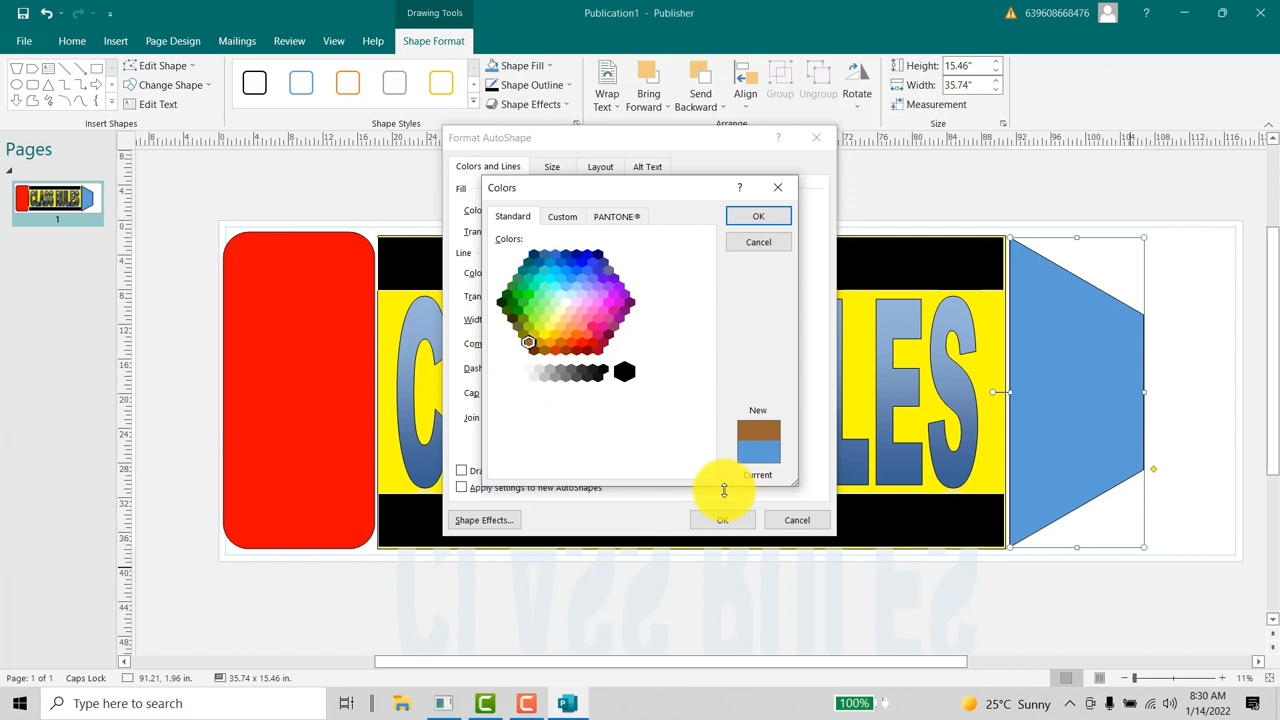 Drawing Tools
Publication1 - Publisher
639608668476
File Home Insert Page Design Mailings Review View Help Shape Format
Edit Shape
Change Shape
Edit Text
Insert Shapes
Shape Styles
Shape Fill
Shape Outline
Shape Effects
Wrap Text
Bring Forward
Send Backward
Align
Group
Ungroup
Rotate
Arrange
Height: 15.46"
Width: 35.74"
Measurement
Size
Pages
CLASS RULES
1
Format AutoShape
Colors and Lines Size Layout Alt Text
Fill
Line
Cap
Join
Apply settings to new AutoShapes
Shape Effects...
OK
Cancel
Colors
Standard Custom PANTONE®
Colors:
OK
Cancel
New
Current
Page: 1 of 1 Caps Lock 91.21, 1.96 in. 35.74 x 15.46 in. 11%
Type here to search
100%
25°C Sunny
8:30 AM
1/14/2022